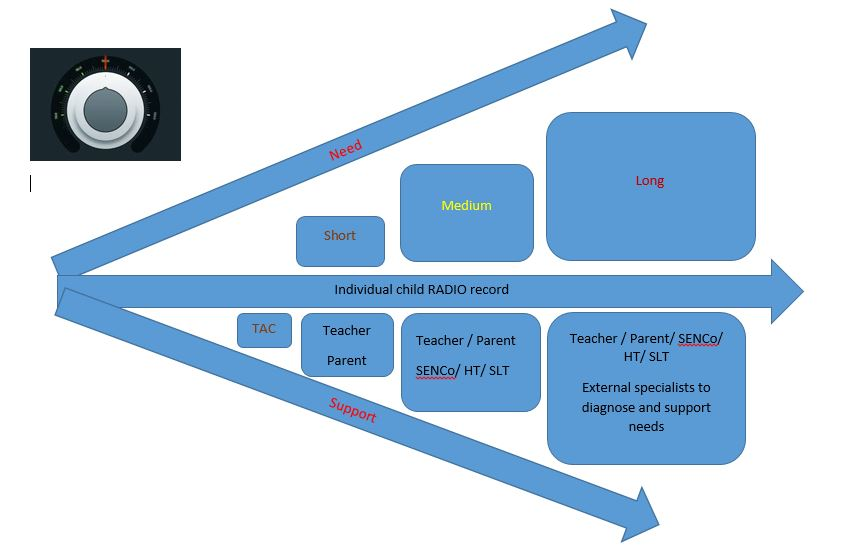 Need
Long
Medium
Short
Individual child RADIO record
TAC
Teacher
Parent
Teacher / Parent
SENCo/ HT/ SLT
Teacher / Parent/ SENCo/
HT/ SLT
External specialists to
diagnose and support
needs
Support